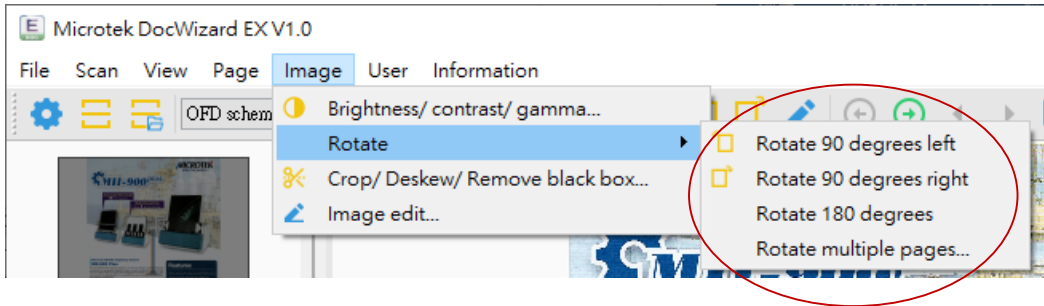 Microtek DocWizard EX V1.0
File Scan View Page Image User Information
OFD schem
Brightness/ contrast/ gamma...
Rotate
Crop/ Deskew/ Remove black box...
Image edit...
Rotate 90 degrees left
Rotate 90 degrees right
Rotate 180 degrees
Rotate multiple pages...
MICROTEK
MII-900